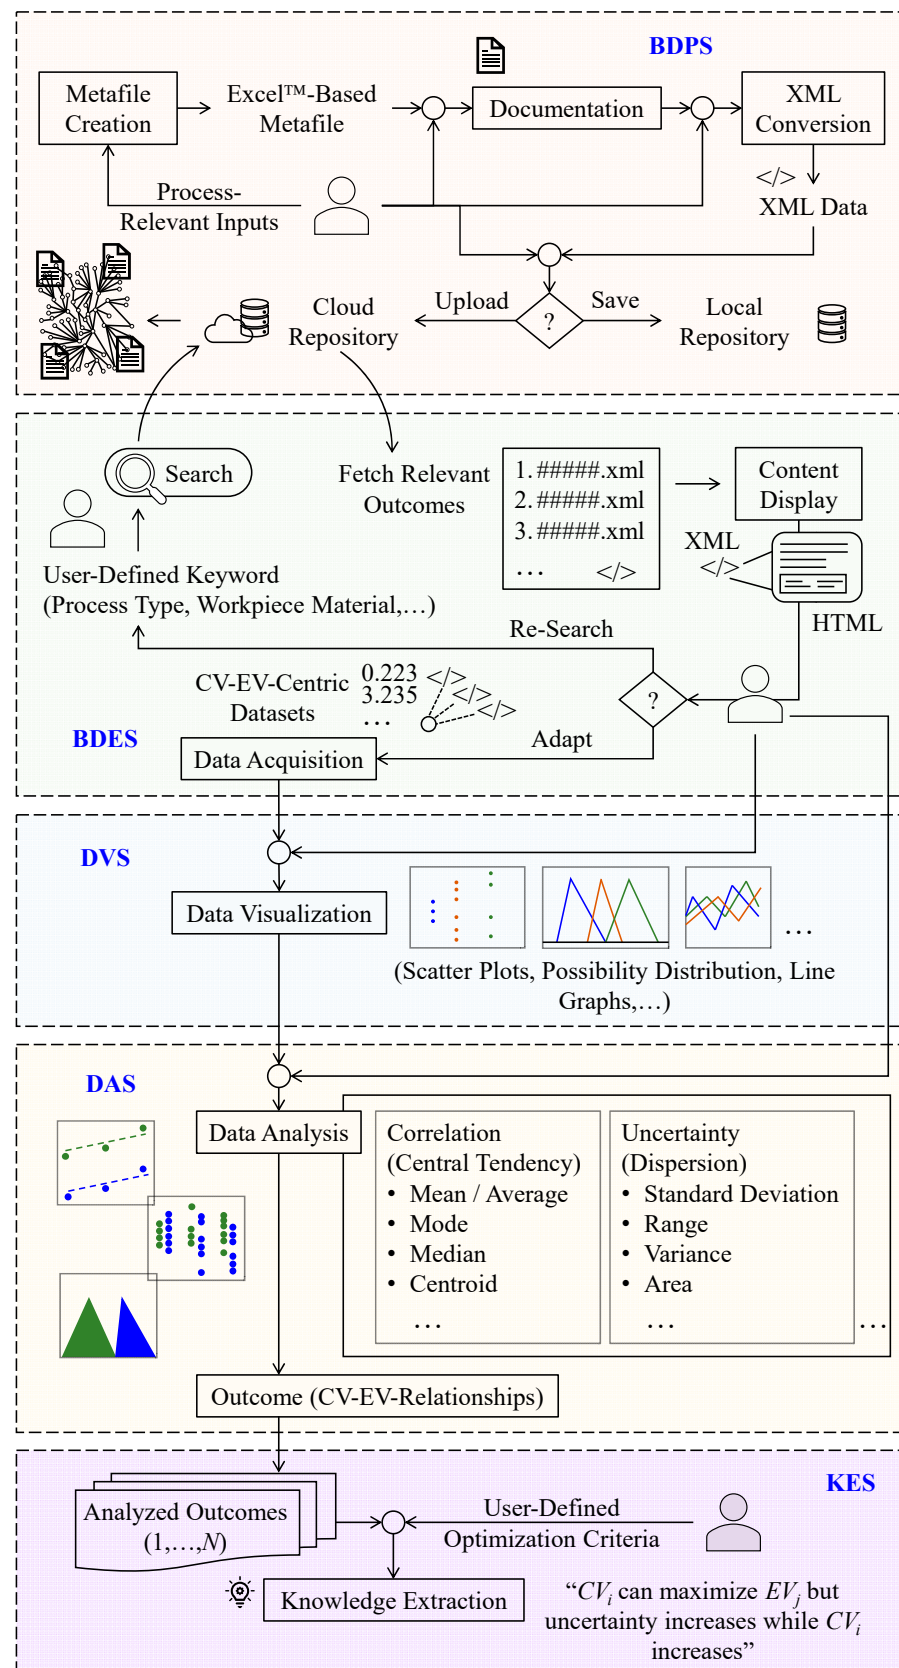 BDPS
Metafile
Creation
Excel™-Based
Metafile
Documentation
XML
Conversion
Process-
Relevant Inputs
</>
XML Data
Cloud
Repository
Upload
?
Save
Local
Repository
Search
Fetch Relevant
Outcomes
1. #####.xml
2. #####.xml
3. #####.xml
… </>
Content
Display
XML
</>
HTML
User-Defined Keyword
(Process Type, Workpiece Material,…)
Re-Search
CV-EV-Centric
Datasets
0.223
3.235
…
</>
</>
</>
?
Adapt
BDES
Data Acquisition
DVS
Data Visualization
…
(Scatter Plots, Possibility Distribution, Line
Graphs,…)
DAS
Data Analysis
Correlation
(Central Tendency)
• Mean / Average
• Mode
• Median
• Centroid
…
Uncertainty
(Dispersion)
• Standard Deviation
• Range
• Variance
• Area
…
…
Outcome (CV-EV-Relationships)
KES
Analyzed Outcomes
(1,…,N)
User-Defined
Optimization Criteria
Knowledge Extraction
“CVi can maximize EVj but
uncertainty increases while CVi
increases”